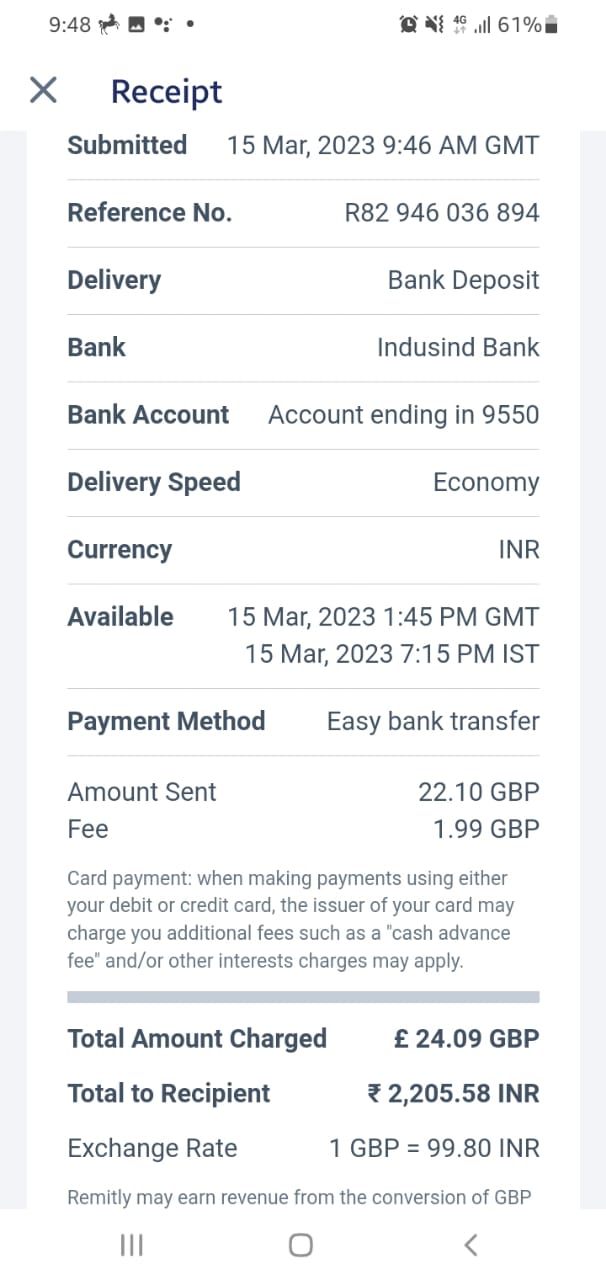 9:48 4G 61%
Receipt
Submitted 15 Mar, 2023 9:46 AM GMT
Reference No. R82 946 036 894
Delivery Bank Deposit
Bank Indusind Bank
Bank Account Account ending in 9550
Delivery Speed Economy
Currency INR
Available 15 Mar, 2023 1:45 PM GMT
15 Mar, 2023 7:15 PM IST
Payment Method Easy bank transfer
Amount Sent 22.10 GBP
Fee 1.99 GBP
Card payment: when making payments using either
your debit or credit card, the issuer of your card may
charge you additional fees such as a "cash advance
fee" and/or other interests charges may apply.
Total Amount Charged £ 24.09 GBP
Total to Recipient ₹ 2,205.58 INR
Exchange Rate 1 GBP = 99.80 INR
Remitly may earn revenue from the conversion of GBP